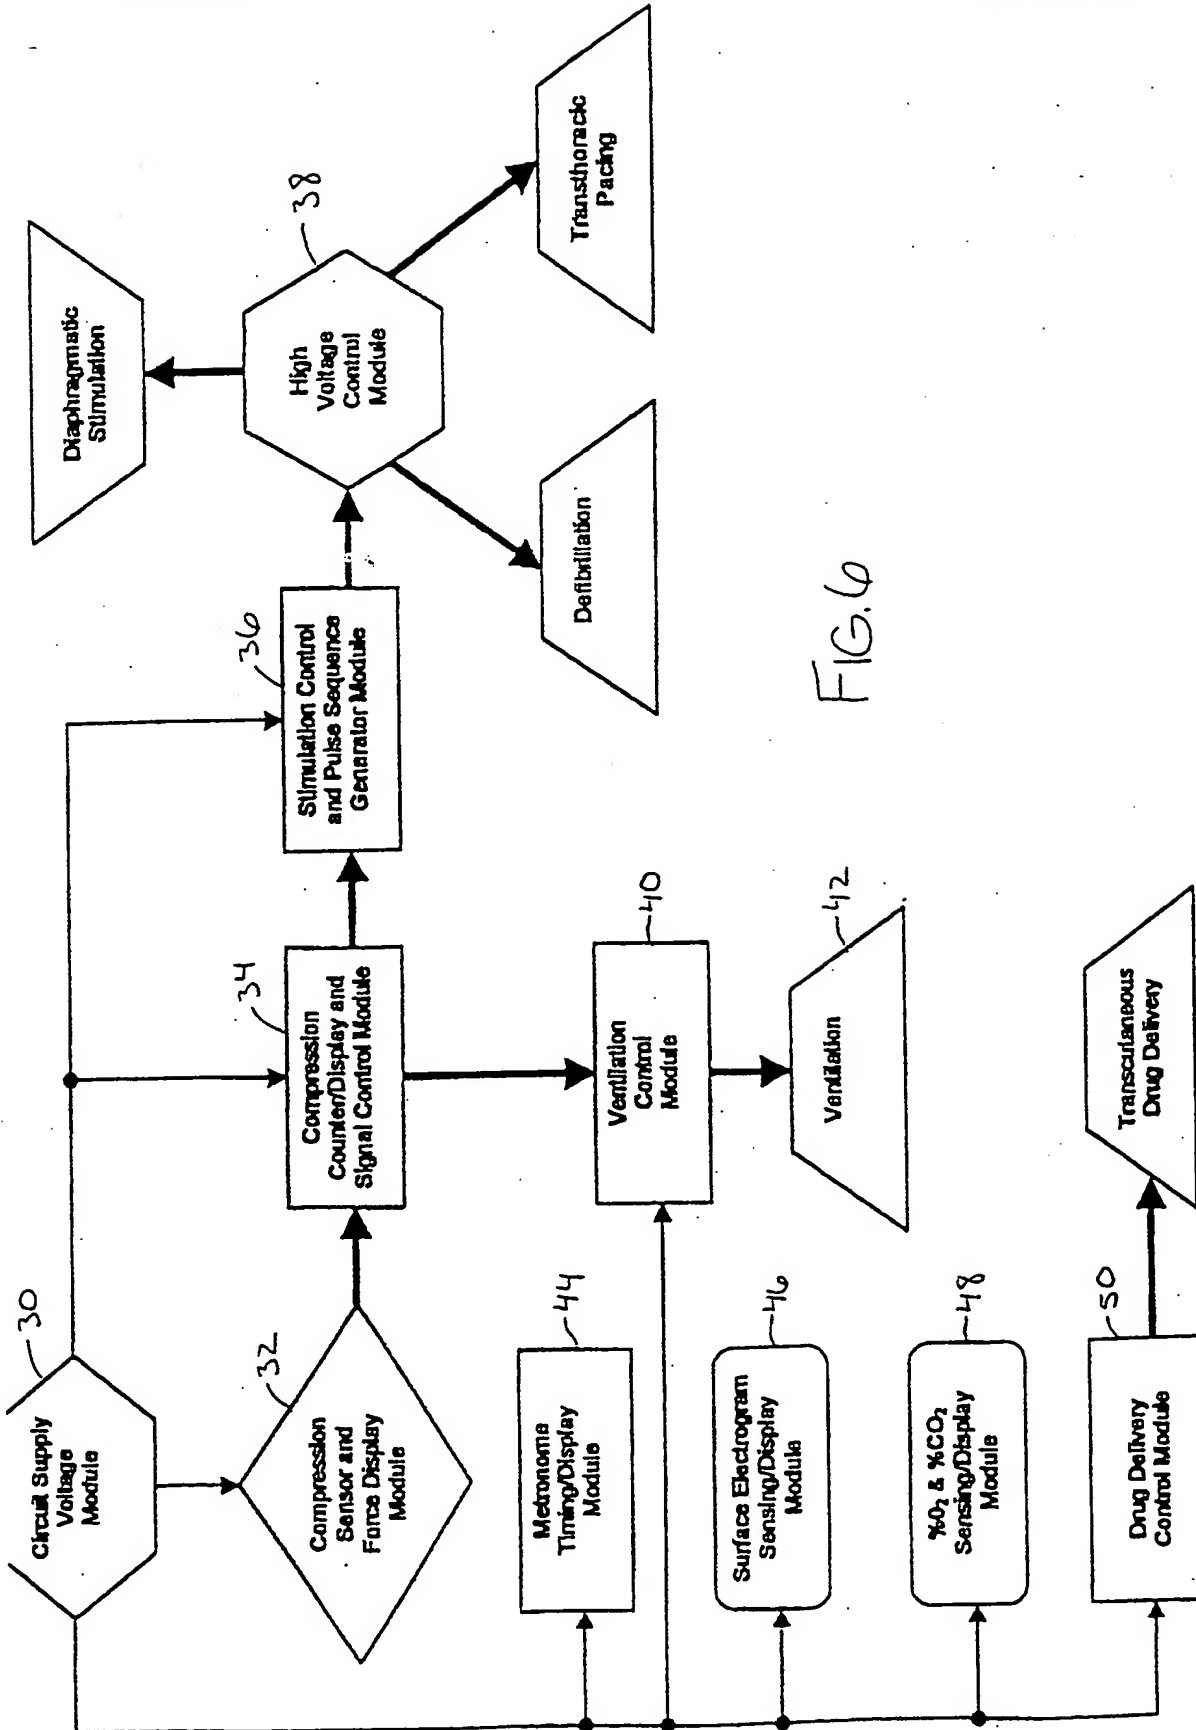 30
Circuit Supply
Voltage
Module
32
Compression
Sensor and
Force Display
Module
34
Compression
Counter/Display and
Signal Control Module
36
Stimulation Control
and Pulse Sequence
Generator Module
38
High
Voltage
Control
Module
Diaphragmatic
Stimulation
Defibrillation
Transthoracic
Pacing
40
Ventilation
Control
Module
42
Ventilation
44
Metronome
Timing/Display
Module
46
Surface Electrogram
Sensing/Display
Module
48
%O₂ & %CO₂
Sensing/Display
Module
50
Drug Delivery
Control Module
Transcutaneous
Drug Delivery
FIG.6